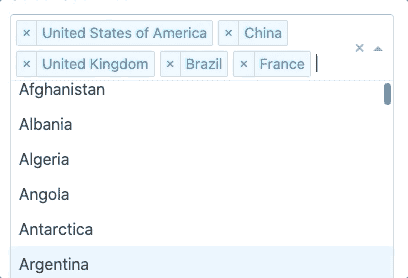 × United States of America × China
× United Kingdom × Brazil × France
Afghanistan
Albania
Algeria
Angola
Antarctica
Argentina